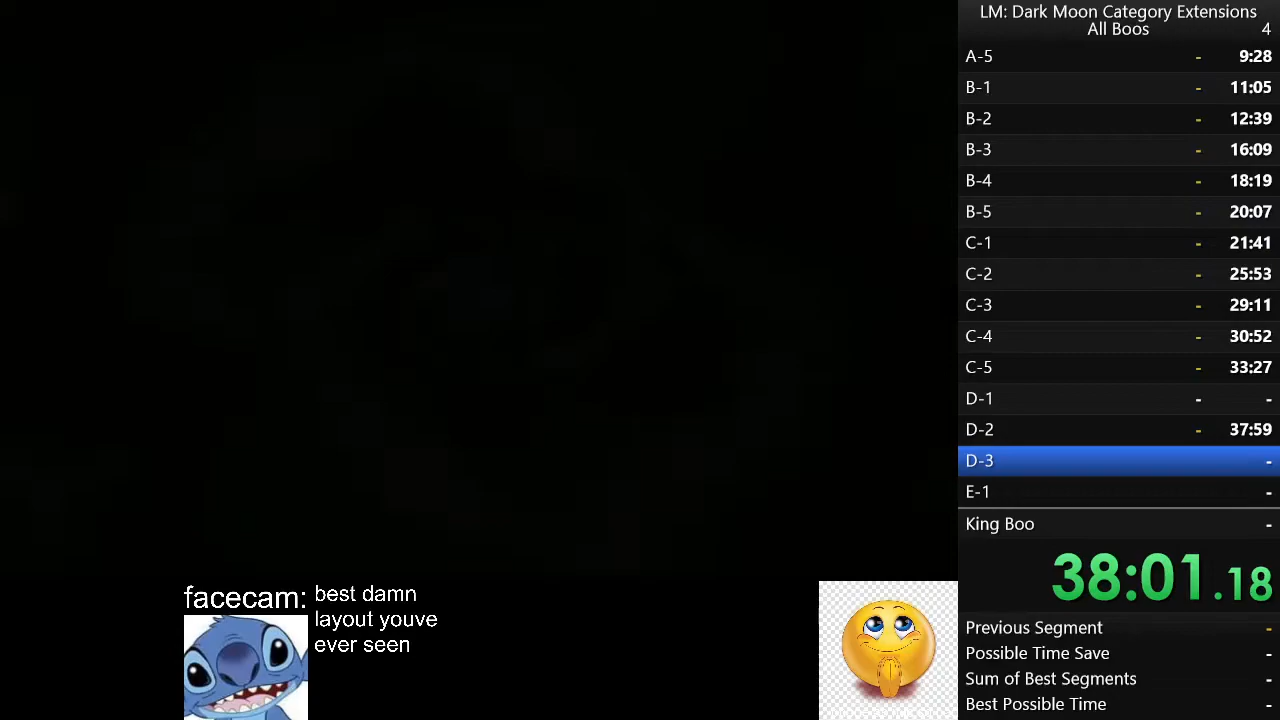 LM: Dark Moon Category Extensions
All Boos 4
A-5 - 9:28
B-1 - 11:05
B-2 - 12:39
B-3 - 16:09
B-4 - 18:19
B-5 - 20:07
C-1 - 21:41
C-2 - 25:53
C-3 - 29:11
C-4 - 30:52
C-5 - 33:27
D-1 - -
D-2 - 37:59
D-3 -
E-1 -
King Boo -
38:01.18
Previous Segment -
Possible Time Save -
Sum of Best Segments -
Best Possible Time -
facecam:
best damn
layout youve
ever seen